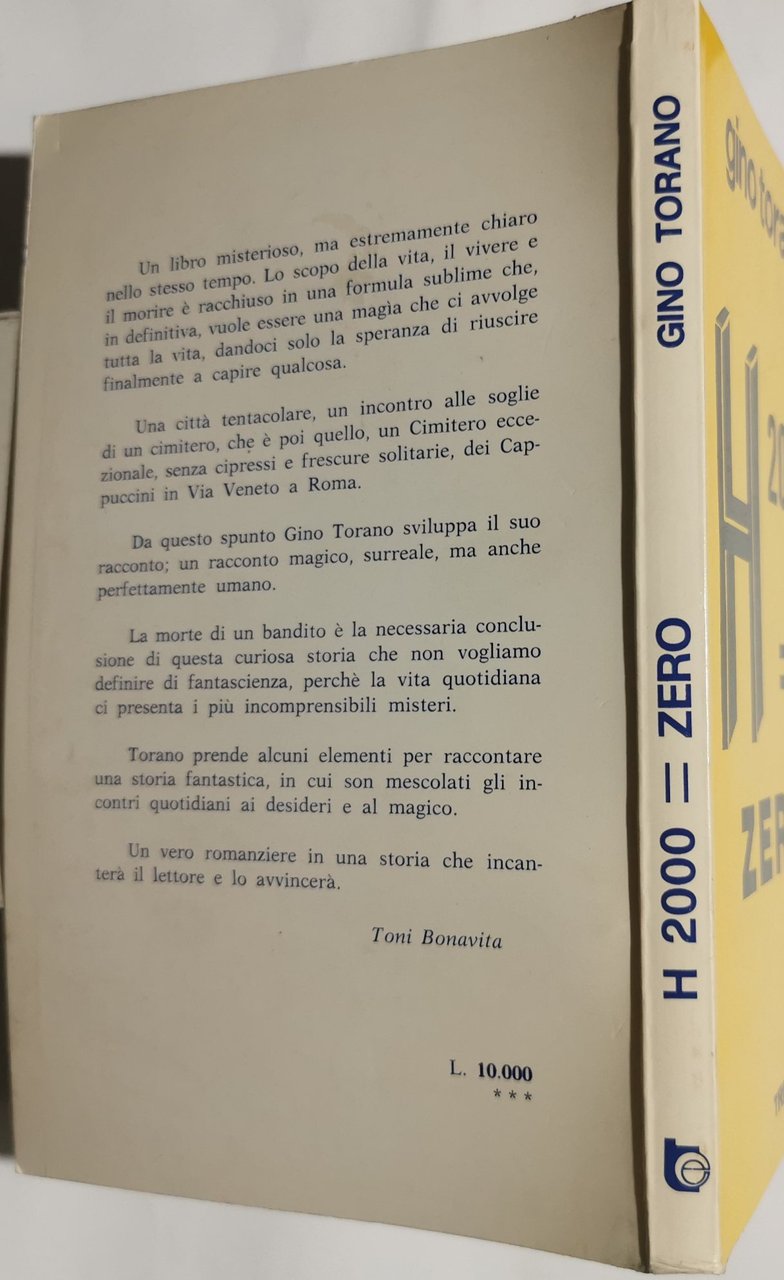 Un libro misterioso, ma estremamente chiaro
nello stesso tempo. Lo scopo della vita, il vivere e
il morire è racchiuso in una formula sublime che,
in definitiva, vuole essere una magìa che ci avvolge
tutta la vita, dandoci solo la speranza di riuscire
finalmente a capire qualcosa.
Una città tentacolare, un incontro alle soglie
di un cimitero, che è poi quello, un Cimitero ecce-
zionale, senza cipressi e frescure solitarie, dei Cap-
puccini in Via Veneto a Roma.
Da questo spunto Gino Torano sviluppa il suo
racconto; un racconto magico, surreale, ma anche
perfettamente umano.
La morte di un bandito è la necessaria conclu-
sione di questa curiosa storia che non vogliamo
definire di fantascienza, perchè la vita quotidiana
ci presenta i più incomprensibili misteri.
Torano prende alcuni elementi per raccontare
una storia fantastica, in cui son mescolati gli in-
contri quotidiani ai desideri e al magico.
Un vero romanziere in una storia che incan-
terà il lettore e lo avvincerà.
Toni Bonavita
L. 10.000
* * *
H 2000 = ZERO GINO TORANO
gino tora
H
20
=
ZER